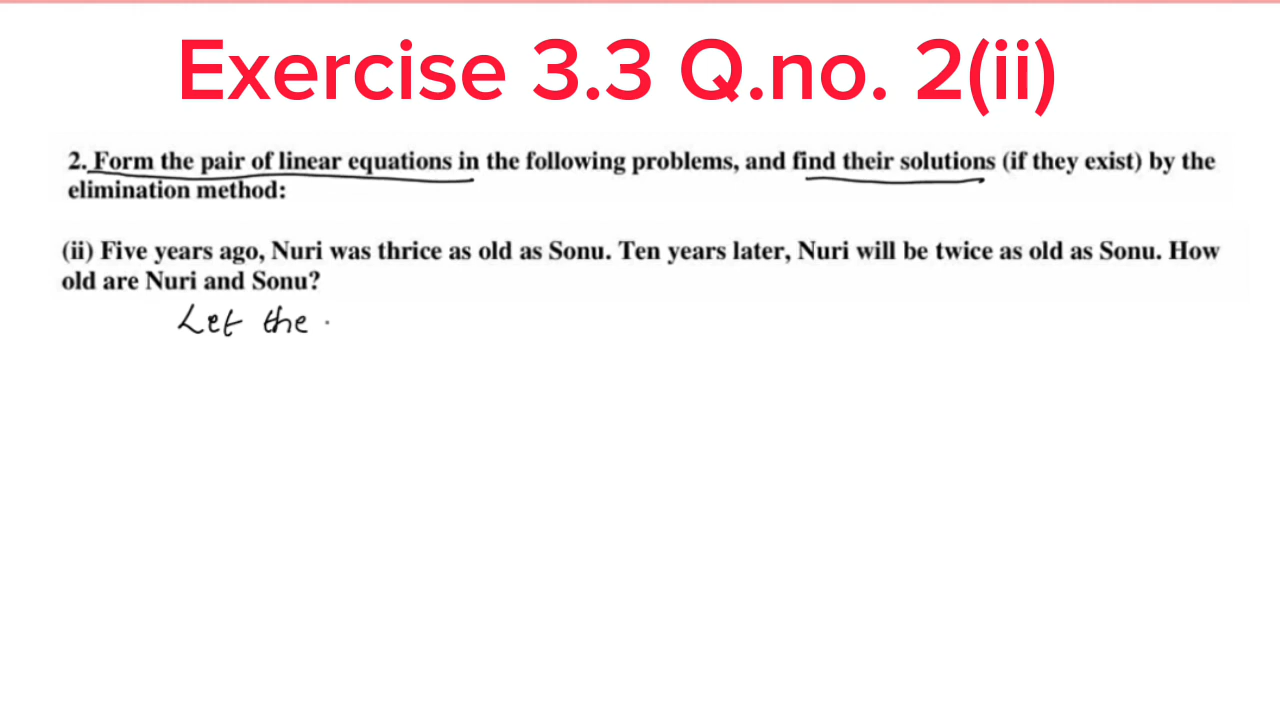 Exercise 3.3 Q.no. 2(ii)
2. Form the pair of linear equations in the following problems, and find their solutions (if they exist) by the
elimination method:
(ii) Five years ago, Nuri was thrice as old as Sonu. Ten years later, Nuri will be twice as old as Sonu. How
old are Nuri and Sonu?
Let the